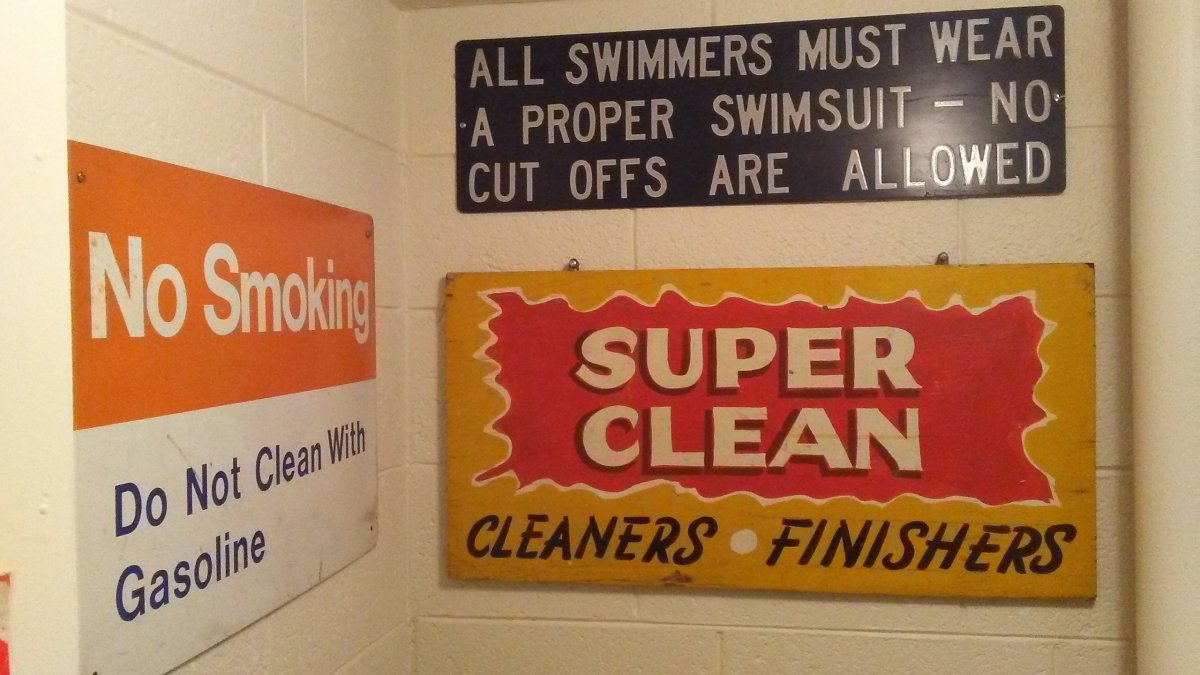 No Smoking
Do Not Clean With
Gasoline
ALL SWIMMERS MUST WEAR
A PROPER SWIMSUIT — NO
CUT OFFS ARE ALLOWED
SUPER
CLEAN
CLEANERS • FINISHERS